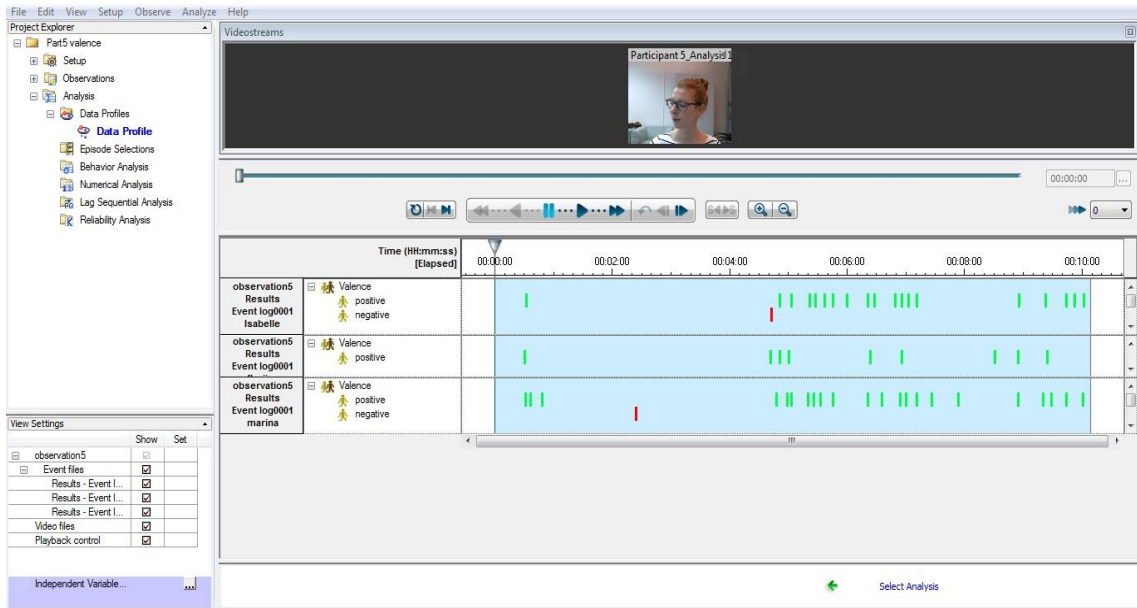 File Edit View Setup Observe Analyze Help
Project Explorer
Part5 valence
Setup
Observations
Analysis
Data Profiles
Data Profile
Episode Selections
Behavior Analysis
Numerical Analysis
Lag Sequential Analysis
Reliability Analysis
View Settings
Show Set
observation5
Event files
Results - Event l...
Results - Event l...
Results - Event l...
Video files
Playback control
Independent Variable... ...
Videostreams
Participant 5_Analysis1
00:00:00 ...
0
Time (HH:mm:ss)
[Elapsed]
00:00:00 00:02:00 00:04:00 00:06:00 00:08:00 00:10:00
observation5
Results
Event log0001
Isabelle
Valence
positive
negative
observation5
Results
Event log0001
Valence
positive
observation5
Results
Event log0001
marina
Valence
positive
negative
Select Analysis